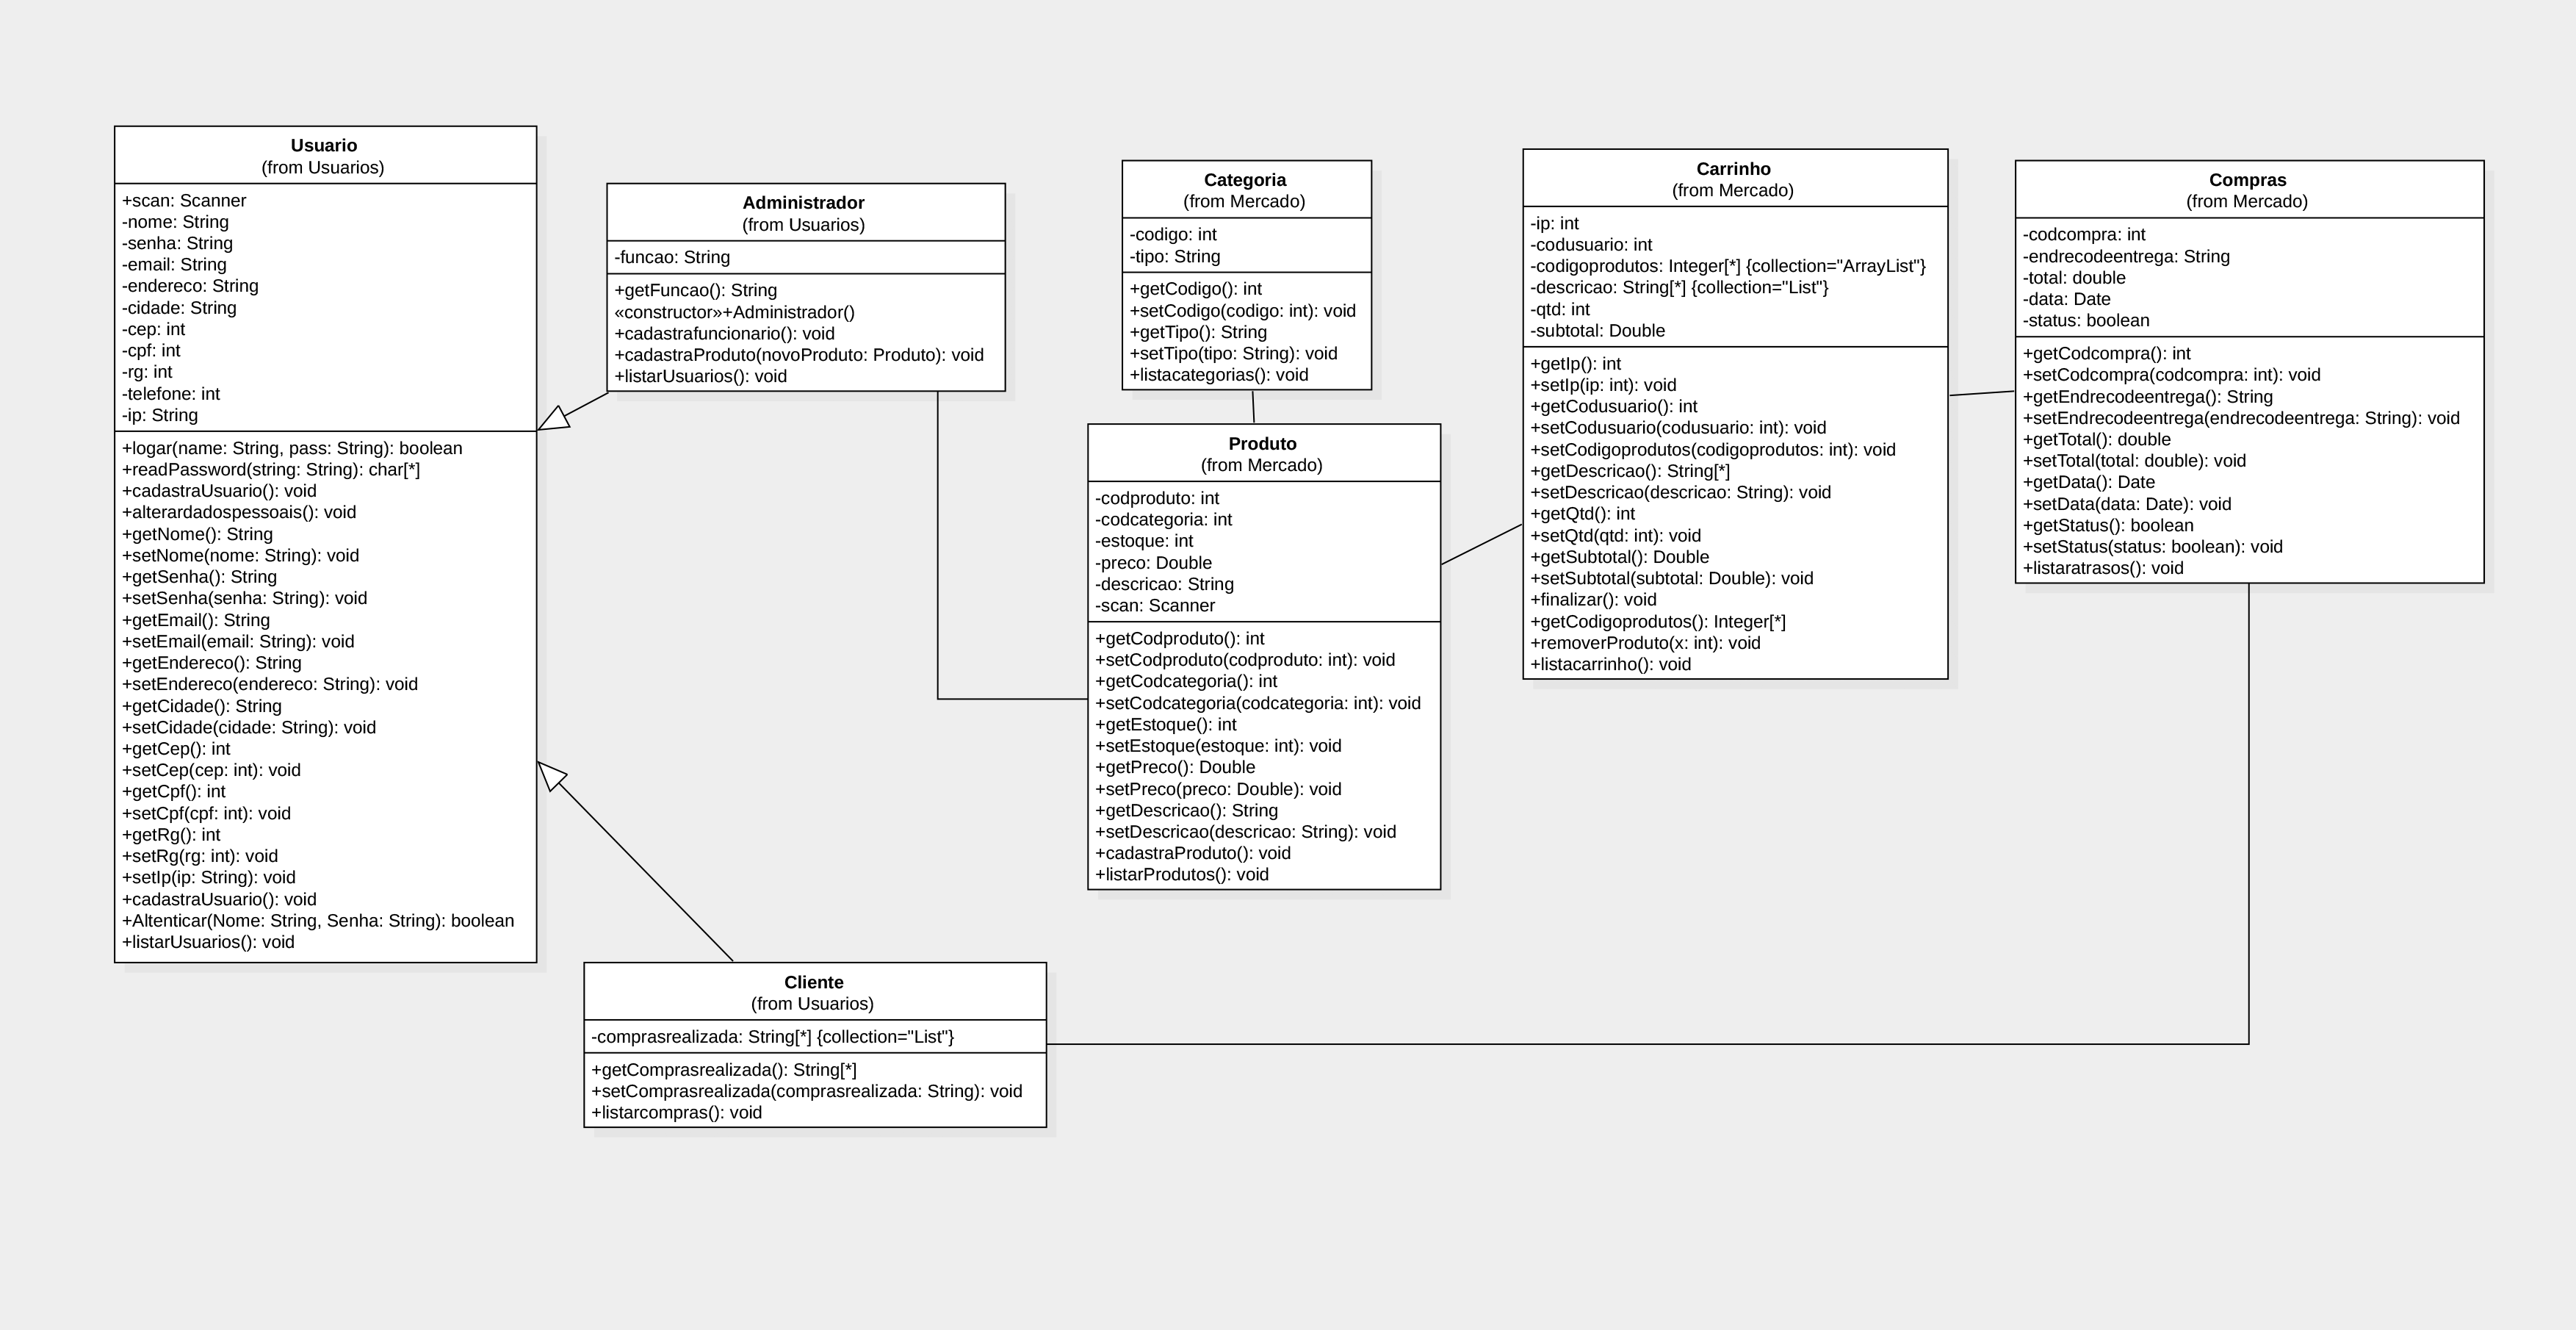 Usuario
(from Usuarios)
+scan: Scanner
-nome: String
-senha: String
-email: String
-endereco: String
-cidade: String
-cep: int
-cpf: int
-rg: int
-telefone: int
-ip: String
+logar(name: String, pass: String): boolean
+readPassword(string: String): char[*]
+cadastraUsuario(): void
+alterardadospessoais(): void
+getNome(): String
+setNome(nome: String): void
+getSenha(): String
+setSenha(senha: String): void
+getEmail(): String
+setEmail(email: String): void
+getEndereco(): String
+setEndereco(endereco: String): void
+getCidade(): String
+setCidade(cidade: String): void
+getCep(): int
+setCep(cep: int): void
+getCpf(): int
+setCpf(cpf: int): void
+getRg(): int
+setRg(rg: int): void
+setIp(ip: String): void
+cadastraUsuario(): void
+Altenticar(Nome: String, Senha: String): boolean
+listarUsuarios(): void
Administrador
(from Usuarios)
-funcao: String
+getFuncao(): String
«constructor»+Administrador()
+cadastrafuncionario(): void
+cadastraProduto(novoProduto: Produto): void
+listarUsuarios(): void
Categoria
(from Mercado)
-codigo: int
-tipo: String
+getCodigo(): int
+setCodigo(codigo: int): void
+getTipo(): String
+setTipo(tipo: String): void
+listacategorias(): void
Produto
(from Mercado)
-codproduto: int
-codcategoria: int
-estoque: int
-preco: Double
-descricao: String
-scan: Scanner
+getCodproduto(): int
+setCodproduto(codproduto: int): void
+getCodcategoria(): int
+setCodcategoria(codcategoria: int): void
+getEstoque(): int
+setEstoque(estoque: int): void
+getPreco(): Double
+setPreco(preco: Double): void
+getDescricao(): String
+setDescricao(descricao: String): void
+cadastraProduto(): void
+listarProdutos(): void
Carrinho
(from Mercado)
-ip: int
-codusuario: int
-codigoprodutos: Integer[*] {collection="ArrayList"}
-descricao: String[*] {collection="List"}
-qtd: int
-subtotal: Double
+getIp(): int
+setIp(ip: int): void
+getCodusuario(): int
+setCodusuario(codusuario: int): void
+setCodigoprodutos(codigoprodutos: int): void
+getDescricao(): String[*]
+setDescricao(descricao: String): void
+getQtd(): int
+setQtd(qtd: int): void
+getSubtotal(): Double
+setSubtotal(subtotal: Double): void
+finalizar(): void
+getCodigoprodutos(): Integer[*]
+removerProduto(x: int): void
+listacarrinho(): void
Compras
(from Mercado)
-codcompra: int
-endrecodeentrega: String
-total: double
-data: Date
-status: boolean
+getCodcompra(): int
+setCodcompra(codcompra: int): void
+getEndrecodeentrega(): String
+setEndrecodeentrega(endrecodeentrega: String): void
+getTotal(): double
+setTotal(total: double): void
+getData(): Date
+setData(data: Date): void
+getStatus(): boolean
+setStatus(status: boolean): void
+listaratrasos(): void
Cliente
(from Usuarios)
-comprasrealizada: String[*] {collection="List"}
+getComprasrealizada(): String[*]
+setComprasrealizada(comprasrealizada: String): void
+listarcompras(): void